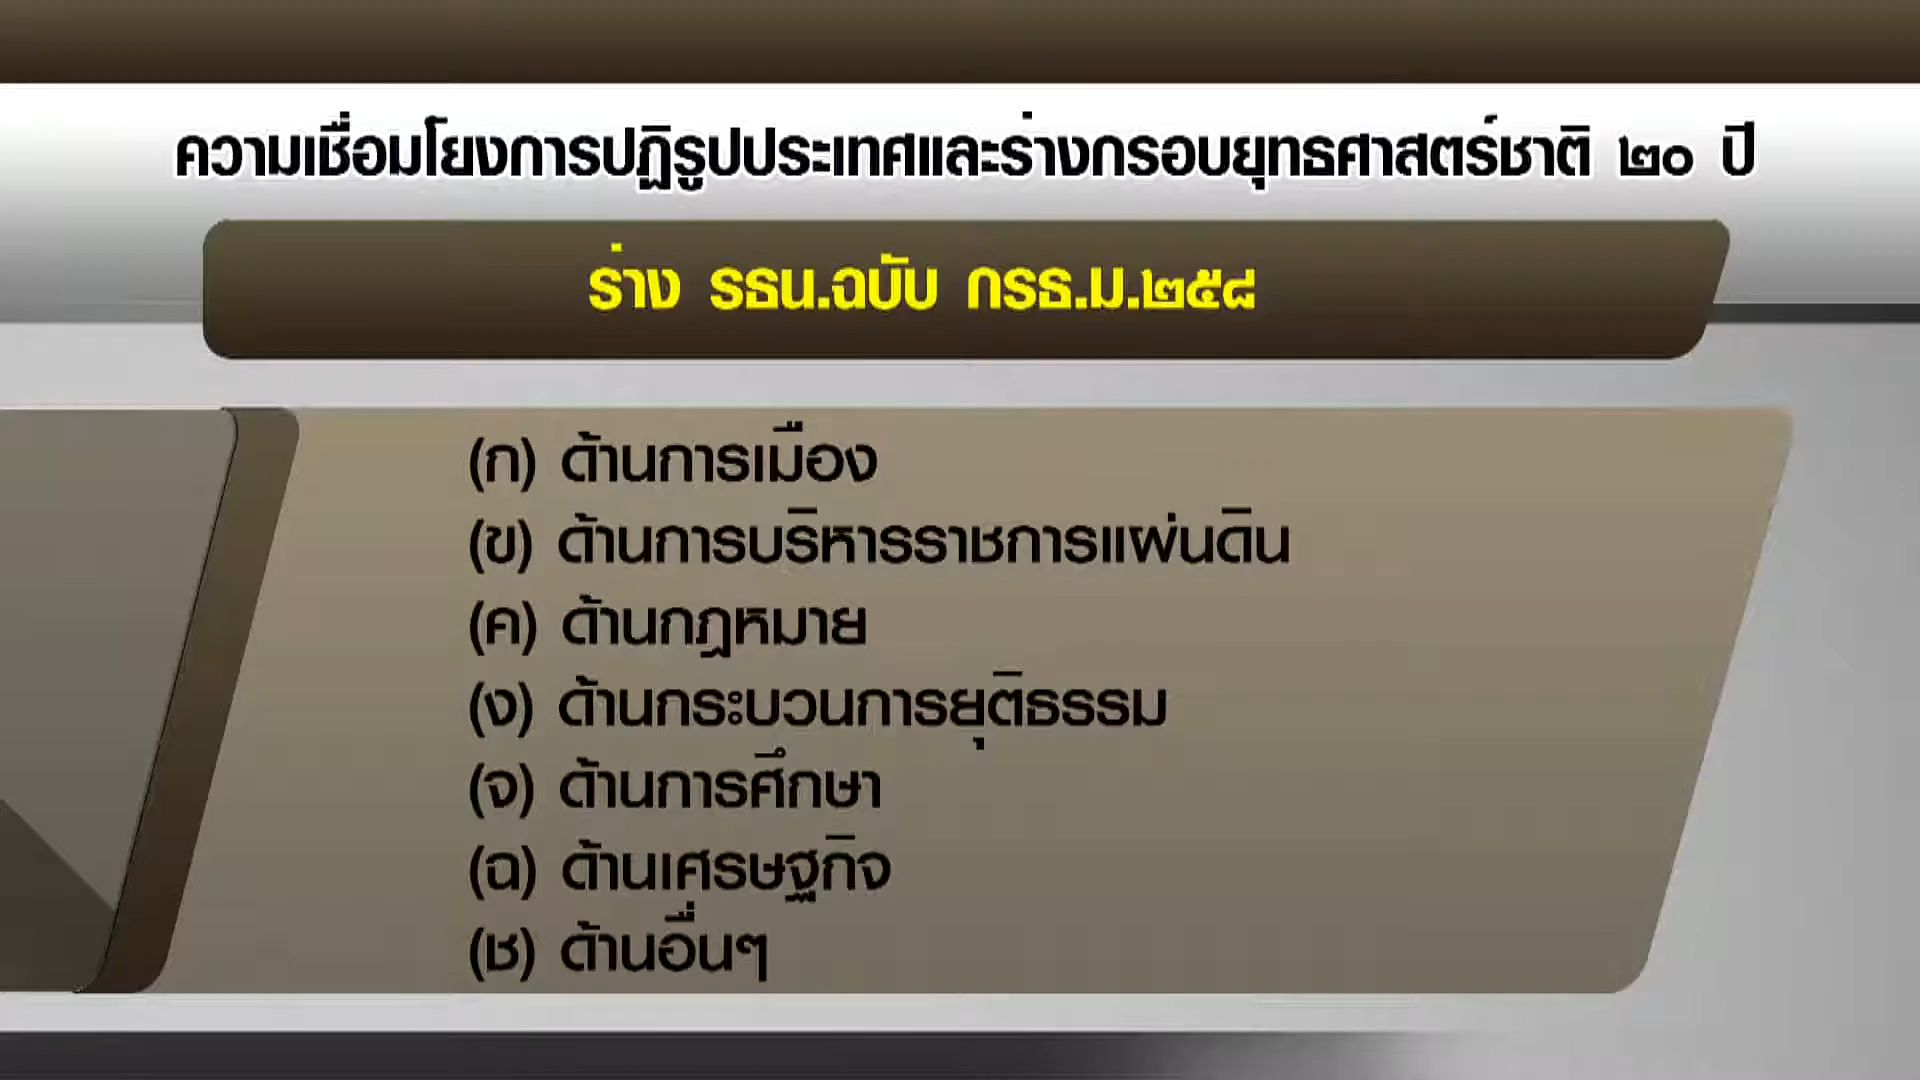 ความเชื่อมโยงการปฏิรูปประเทศและร่างกรอบยุทธศาสตร์ชาติ ๒๐ ปี
ร่าง รธน.ฉบับ กรธ.ม.๒๕๘
(ก) ด้านการเมือง
(ข) ด้านการบริหารราชการแผ่นดิน
(ค) ด้านกฎหมาย
(ง) ด้านกระบวนการยุติธรรม
(จ) ด้านการศึกษา
(ฉ) ด้านเศรษฐกิจ
(ช) ด้านอื่นๆ